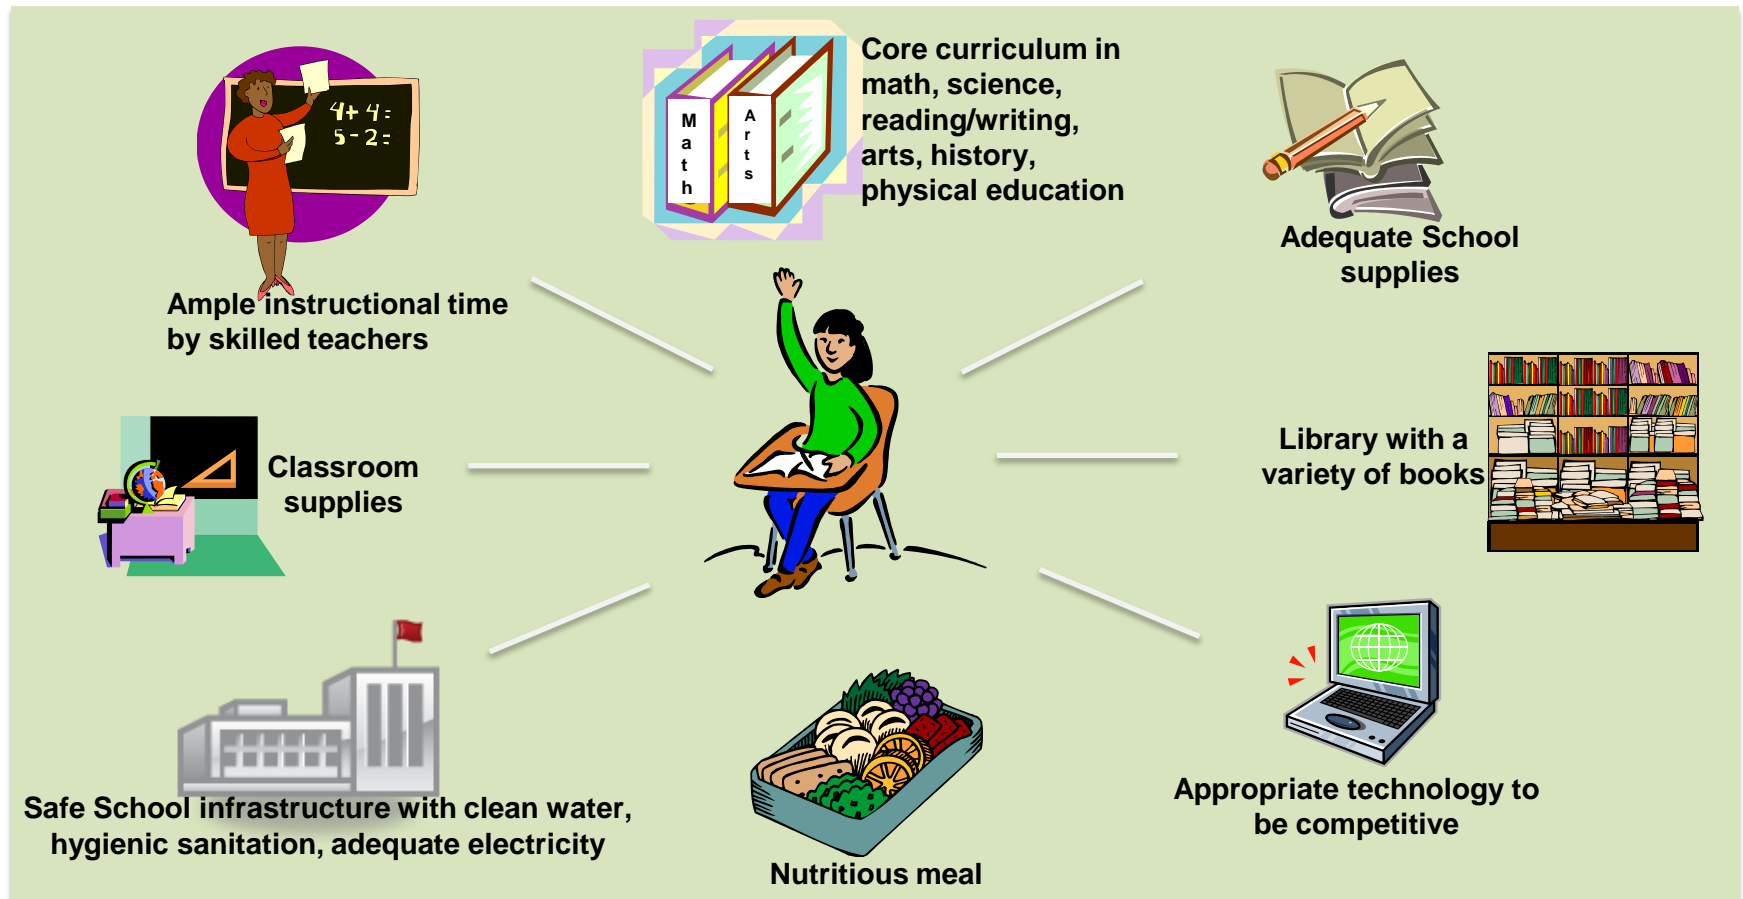 4+4=
5-2=
Ample instructional time
by skilled teachers
Math
Arts
Core curriculum in
math, science,
reading/writing,
arts, history,
physical education
Adequate School
supplies
Classroom
supplies
Library with a
variety of books
Safe School infrastructure with clean water,
hygienic sanitation, adequate electricity
Nutritious meal
Appropriate technology to
be competitive